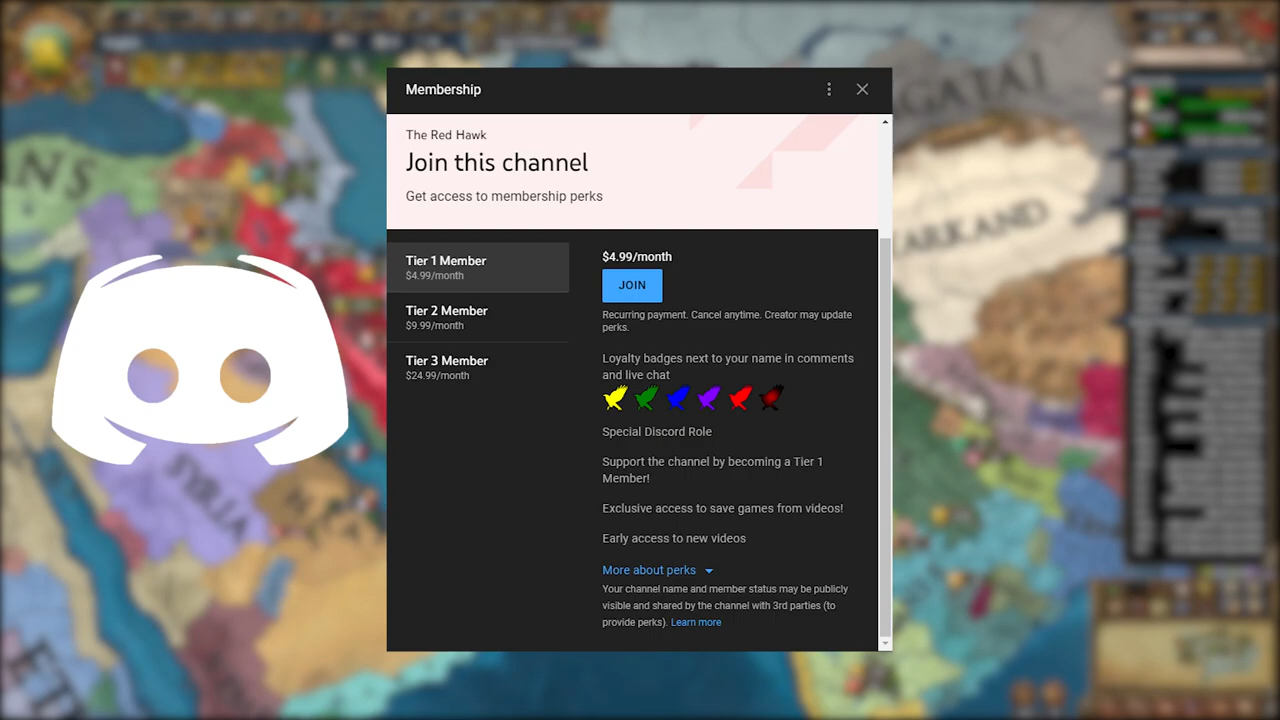 Membership
The Red Hawk
Join this channel
Get access to membership perks
Tier 1 Member
$4.99/month
Tier 2 Member
$9.99/month
Tier 3 Member
$24.99/month
$4.99/month
JOIN
Recurring payment. Cancel anytime. Creator may update
perks.
Loyalty badges next to your name in comments
and live chat
Special Discord Role
Support the channel by becoming a Tier 1
Member!
Exclusive access to save games from videos!
Early access to new videos
More about perks
Your channel name and member status may be publicly
visible and shared by the channel with 3rd parties (to
provide perks). Learn more
SYRIA